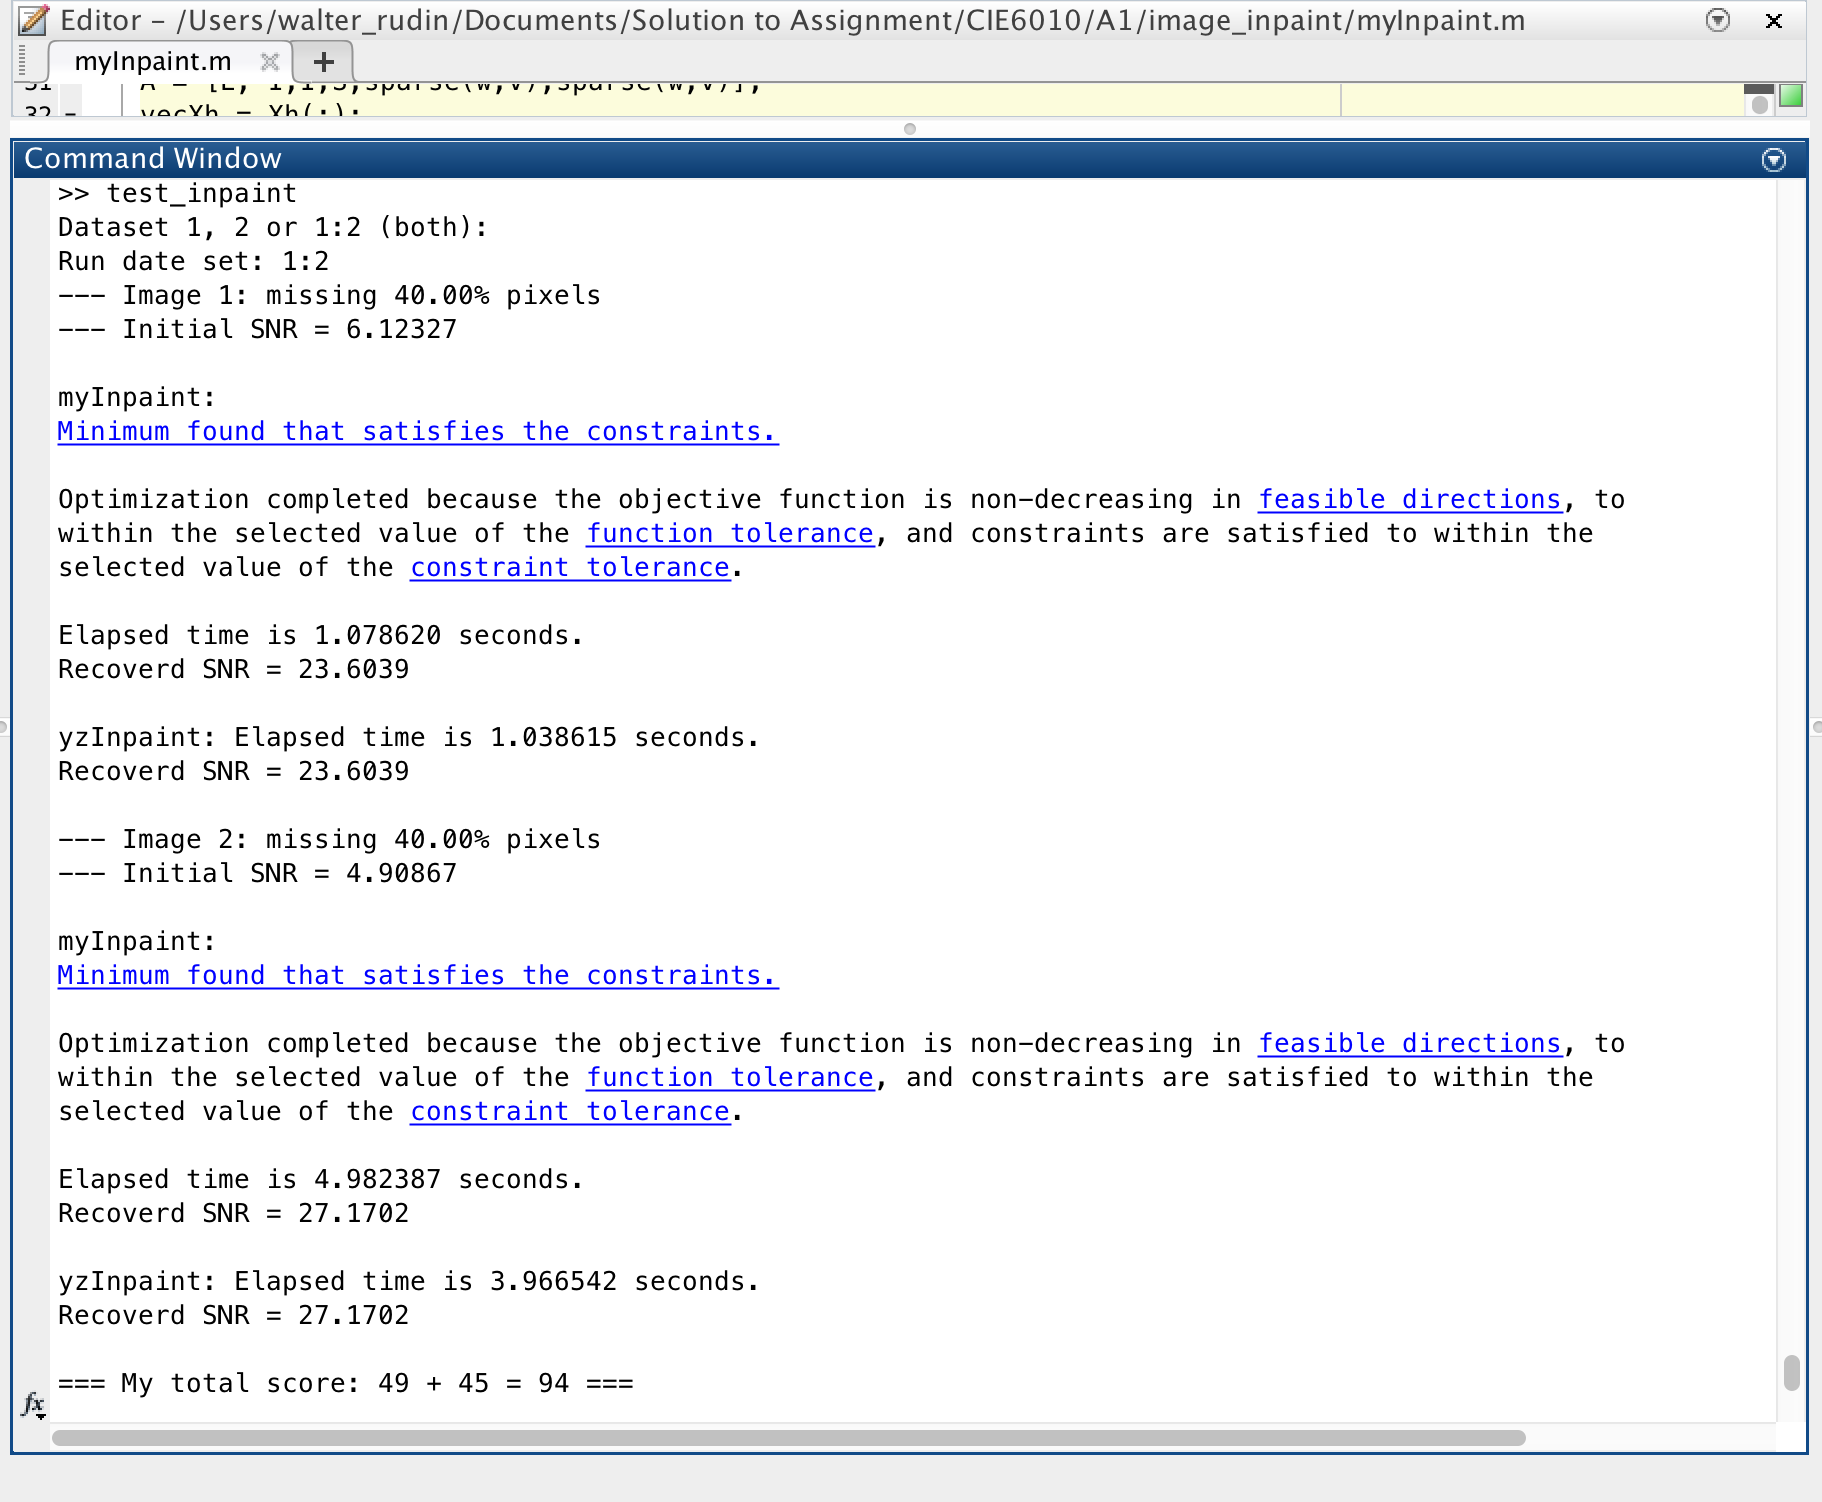 Editor – /Users/walter_rudin/Documents/Solution to Assignment/CIE6010/A1/image_inpaint/myInpaint.m
myInpaint.m
32 – vecXh = Xh(:);
Command Window
>> test_inpaint
Dataset 1, 2 or 1:2 (both):
Run date set: 1:2
--- Image 1: missing 40.00% pixels
--- Initial SNR = 6.12327
myInpaint:
Minimum found that satisfies the constraints.
Optimization completed because the objective function is non-decreasing in feasible directions, to
within the selected value of the function tolerance, and constraints are satisfied to within the
selected value of the constraint tolerance.
Elapsed time is 1.078620 seconds.
Recoverd SNR = 23.6039
yzInpaint: Elapsed time is 1.038615 seconds.
Recoverd SNR = 23.6039
--- Image 2: missing 40.00% pixels
--- Initial SNR = 4.90867
myInpaint:
Minimum found that satisfies the constraints.
Optimization completed because the objective function is non-decreasing in feasible directions, to
within the selected value of the function tolerance, and constraints are satisfied to within the
selected value of the constraint tolerance.
Elapsed time is 4.982387 seconds.
Recoverd SNR = 27.1702
yzInpaint: Elapsed time is 3.966542 seconds.
Recoverd SNR = 27.1702
=== My total score: 49 + 45 = 94 ===
fx